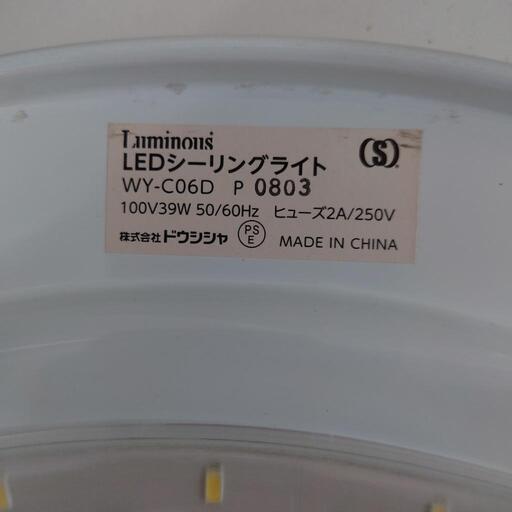 Luminous
LEDシーリングライト
(S)
WY-C06D P 0803
100V39W 50/60Hz ヒューズ2A/250V
株式会社ドウシシャ PSE MADE IN CHINA